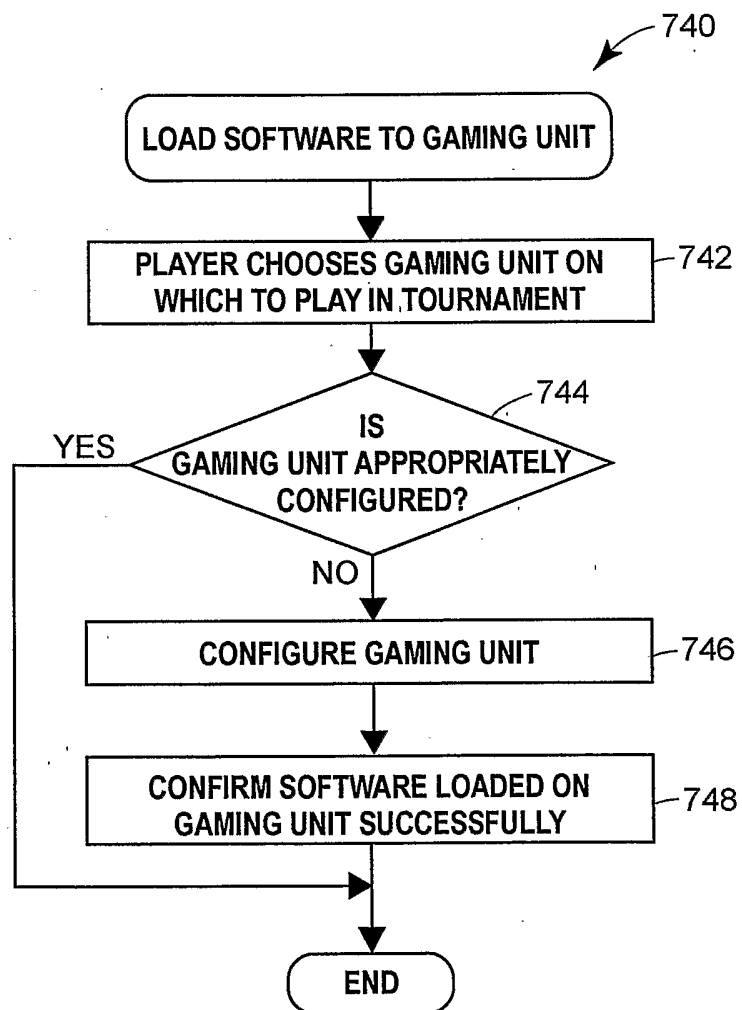 740
LOAD SOFTWARE TO GAMING UNIT
PLAYER CHOOSES GAMING UNIT ON
WHICH TO PLAY IN TOURNAMENT
742
744
IS
GAMING UNIT APPROPRIATELY
CONFIGURED?
YES
NO
CONFIGURE GAMING UNIT
746
CONFIRM SOFTWARE LOADED ON
GAMING UNIT SUCCESSFULLY
748
END